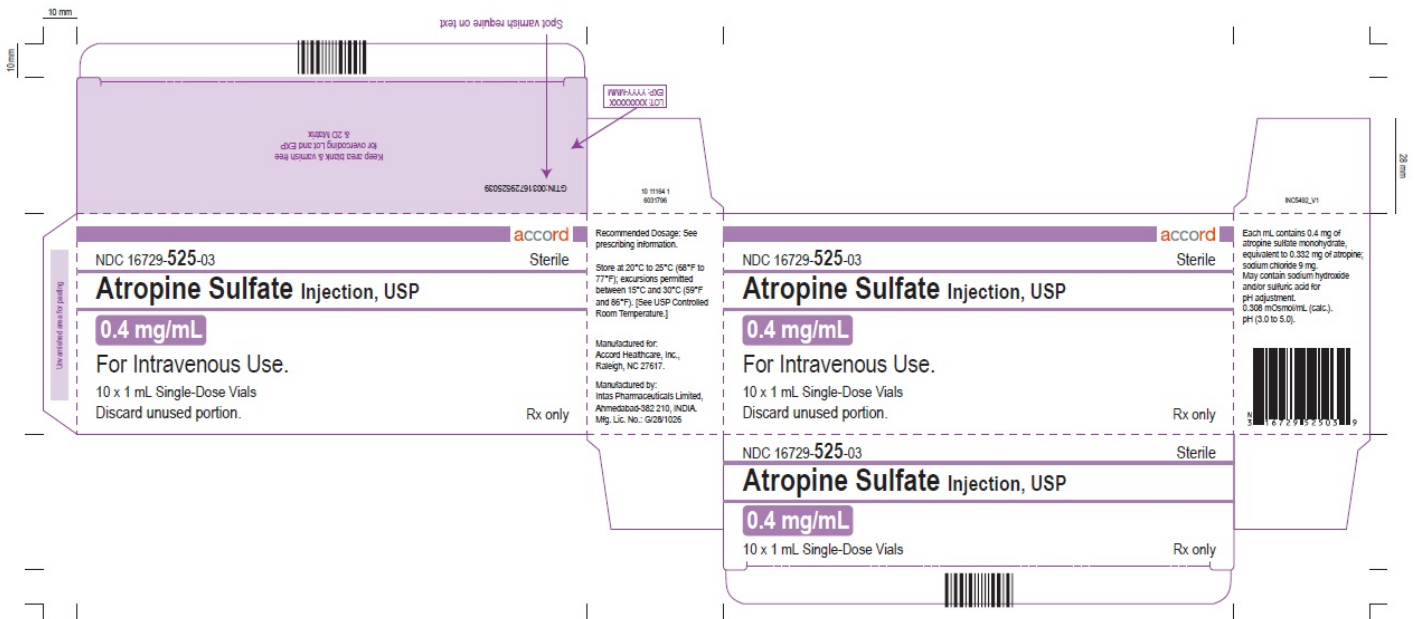 10 mm
10mm
Spot varnish require on text
LOT: XXXXXXXX
EXP: YYYY-MM
Keep area blank & varnish free
for overcoding Lot and EXP
& 2D Matrix
GTIN:00316729525039
Unvarnished area for pasting
accord
NDC 16729-525-03 Sterile
Atropine Sulfate Injection, USP
0.4 mg/mL
For Intravenous Use.
10 x 1 mL Single-Dose Vials
Discard unused portion. Rx only
10 11164 1
6031796
Recommended Dosage: See
prescribing information.
Store at 20°C to 25°C (68°F to
77°F); excursions permitted
between 15°C and 30°C (59°F
and 86°F). [See USP Controlled
Room Temperature.]
Manufactured for:
Accord Healthcare, Inc.,
Raleigh, NC 27617.
Manufactured by:
Intas Pharmaceuticals Limited,
Ahmedabad-382 210, INDIA.
Mfg. Lic. No.: G/28/1026
accord
NDC 16729-525-03 Sterile
Atropine Sulfate Injection, USP
0.4 mg/mL
For Intravenous Use.
10 x 1 mL Single-Dose Vials
Discard unused portion. Rx only
NDC 16729-525-03 Sterile
Atropine Sulfate Injection, USP
0.4 mg/mL
10 x 1 mL Single-Dose Vials Rx only
28 mm
INC5492_V1
Each mL contains 0.4 mg of
atropine sulfate monohydrate,
equivalent to 0.332 mg of atropine;
sodium chloride 9 mg.
May contain sodium hydroxide
and/or sulfuric acid for
pH adjustment.
0.308 mOsmol/mL (calc.).
pH (3.0 to 5.0).
N
3 16729 52503 9